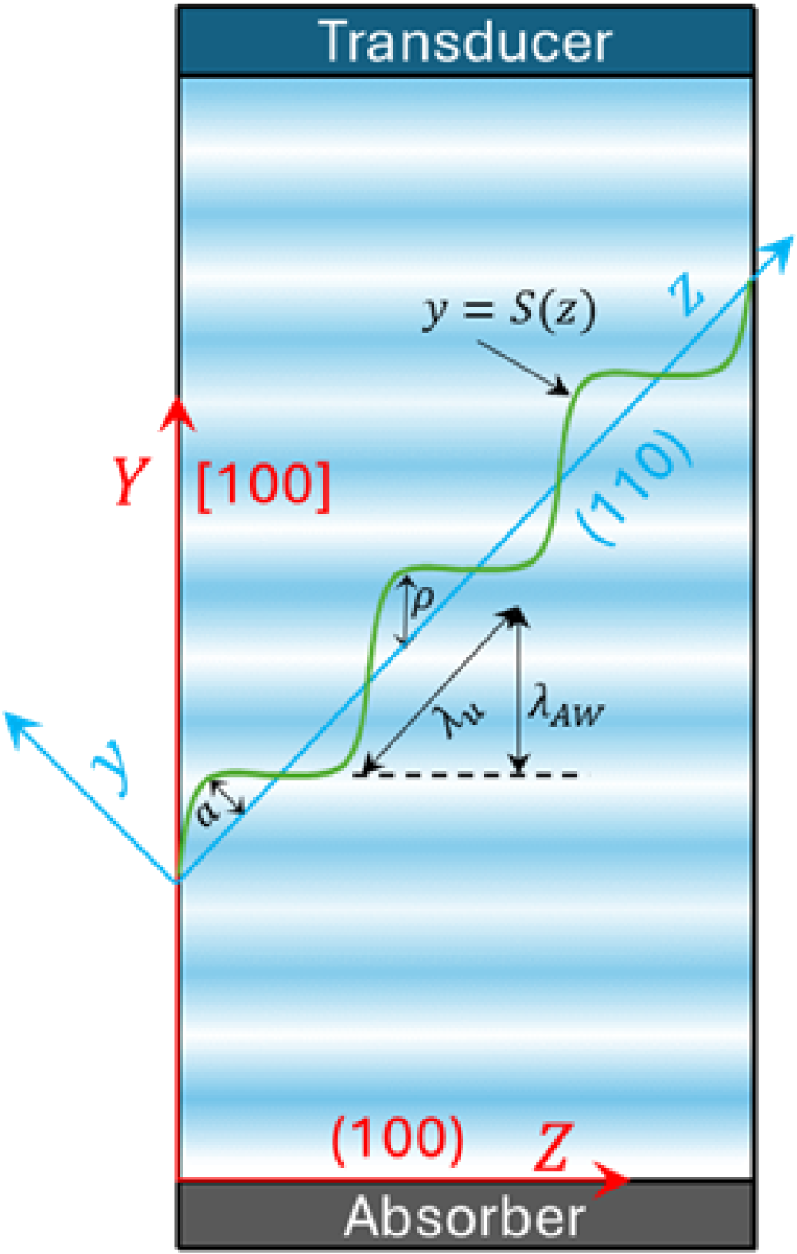 Transducer
z
y = S(z)
Y [100]
(110)
ρ
λu
λAW
y
a
(100) Z
Absorber